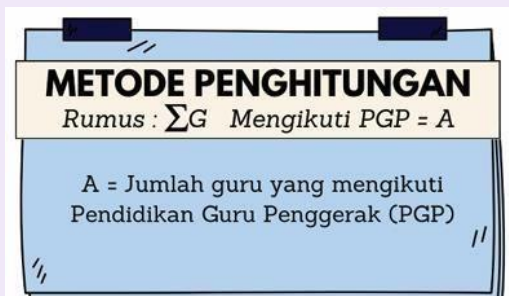 METODE PENGHITUNGAN
Rumus : ∑G Mengikuti PGP = A
A = Jumlah guru yang mengikuti
Pendidikan Guru Penggerak (PGP)